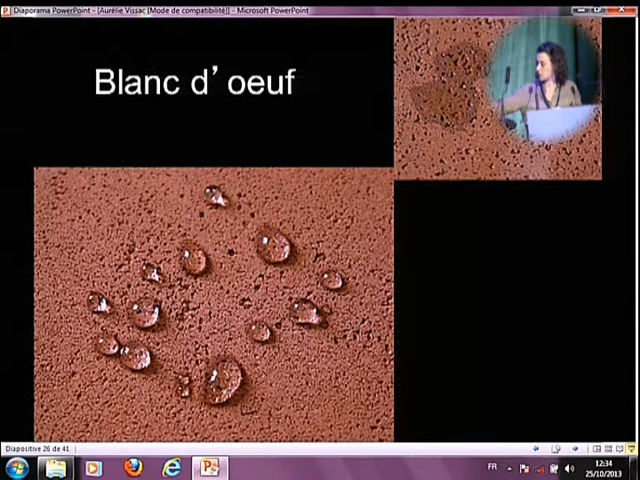 Diaporama PowerPoint - [Aurélie Vissac [Mode de compatibilité]] - Microsoft PowerPoint
Blanc d’oeuf
Diapositive 26 de 41
FR
12:34
25/10/2013